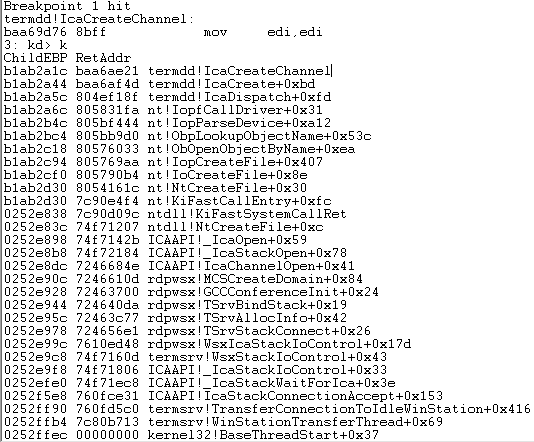 Breakpoint 1 hit
termdd!IcaCreateChannel:
baa69d76 8bff mov edi,edi
3: kd> k
ChildEBP RetAddr
b1ab2a1c baa6ae21 termdd!IcaCreateChannel
b1ab2a44 baa6af4d termdd!IcaCreate+0xbd
b1ab2a5c 804ef18f termdd!IcaDispatch+0xfd
b1ab2a6c 805831fa nt!IopfCallDriver+0x31
b1ab2b4c 805bf444 nt!IopParseDevice+0xa12
b1ab2bc4 805bb9d0 nt!ObpLookupObjectName+0x53c
b1ab2c18 80576033 nt!ObOpenObjectByName+0xea
b1ab2c94 805769aa nt!IopCreateFile+0x407
b1ab2cf0 805790b4 nt!IoCreateFile+0x8e
b1ab2d30 8054161c nt!NtCreateFile+0x30
b1ab2d30 7c90e4f4 nt!KiFastCallEntry+0xfc
0252e838 7c90d09c ntdll!KiFastSystemCallRet
0252e83c 74f71207 ntdll!NtCreateFile+0xc
0252e898 74f7142b ICAAPI!_IcaOpen+0x59
0252e8b8 74f72184 ICAAPI!_IcaStackOpen+0x78
0252e8dc 7246684e ICAAPI!IcaChannelOpen+0x41
0252e90c 7246610d rdpwsx!MCSCreateDomain+0x84
0252e928 72463700 rdpwsx!GCCConferenceInit+0x24
0252e944 724640da rdpwsx!TSrvBindStack+0x19
0252e95c 72463c77 rdpwsx!TSrvAllocInfo+0x42
0252e978 724656e1 rdpwsx!TSrvStackConnect+0x26
0252e99c 7610ed48 rdpwsx!WsxIcaStackIoControl+0x17d
0252e9c8 74f7160d termsrv!WsxStackIoControl+0x43
0252e9f8 74f71806 ICAAPI!_IcaStackIoControl+0x33
0252efe0 74f71ec8 ICAAPI!_IcaStackWaitForIca+0x3e
0252f5e8 760fce31 ICAAPI!IcaStackConnectionAccept+0x153
0252ff90 760fd5c0 termsrv!TransferConnectionToIdleWinStation+0x416
0252ffb4 7c80b713 termsrv!WinStationTransferThread+0x69
0252ffec 00000000 kernel32!BaseThreadStart+0x37